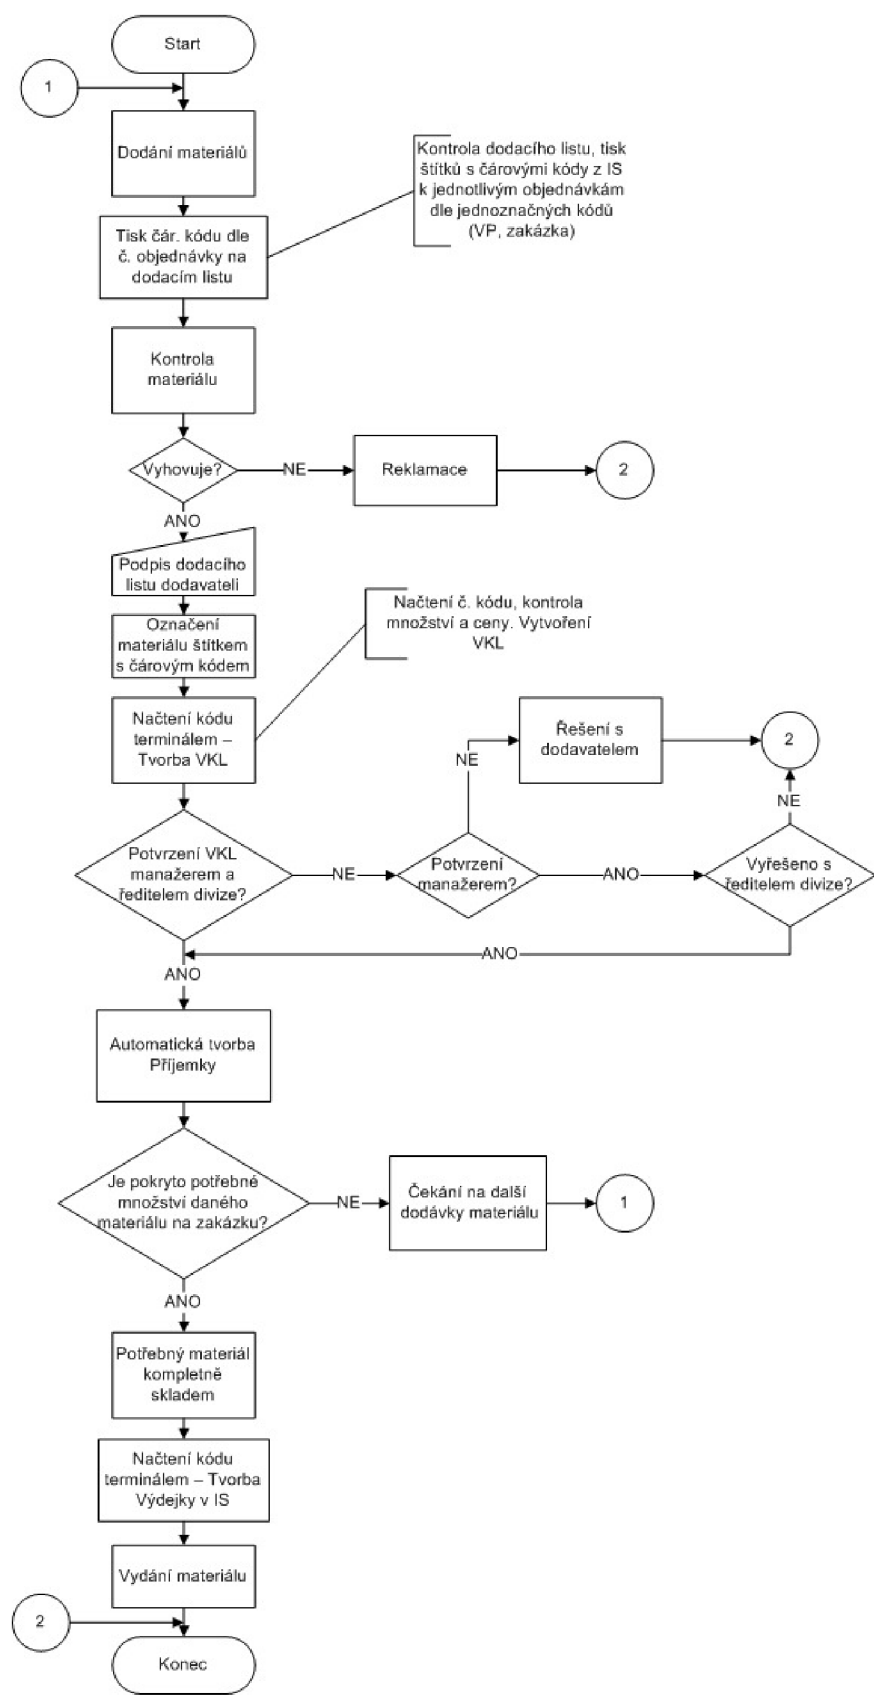 Start
1
Dodání materiálů
Kontrola dodacího listu, tisk
štítků s čárovými kódy z IS
k jednotlivým objednávkám
dle jednoznačných kódů
(VP, zakázka)
Tisk čár. kódu dle
č. objednávky na
dodacím listu
Kontrola
materiálu
Vyhovuje?
NE
Reklamace
2
ANO
Podpis dodacího
listu dodavateli
Označení
materiálu štítkem
s čárovým kódem
Načtení č. kódu, kontrola
množství a ceny. Vytvoření
VKL
Načtení kódu
terminálem –
Tvorba VKL
Řešení s
dodavatelem
2
NE
NE
Potvrzení VKL
manažerem a
ředitelem divize?
NE
Potvrzení
manažerem?
ANO
Vyřešeno s
ředitelem divize?
ANO
ANO
Automatická tvorba
Příjemky
Je pokryto potřebné
množství daného
materiálu na zakázku?
NE
Čekání na další
dodávky materiálu
1
ANO
Potřebný materiál
kompletně
skladem
Načtení kódu
terminálem – Tvorba
Výdejky v IS
Vydání materiálu
2
Konec